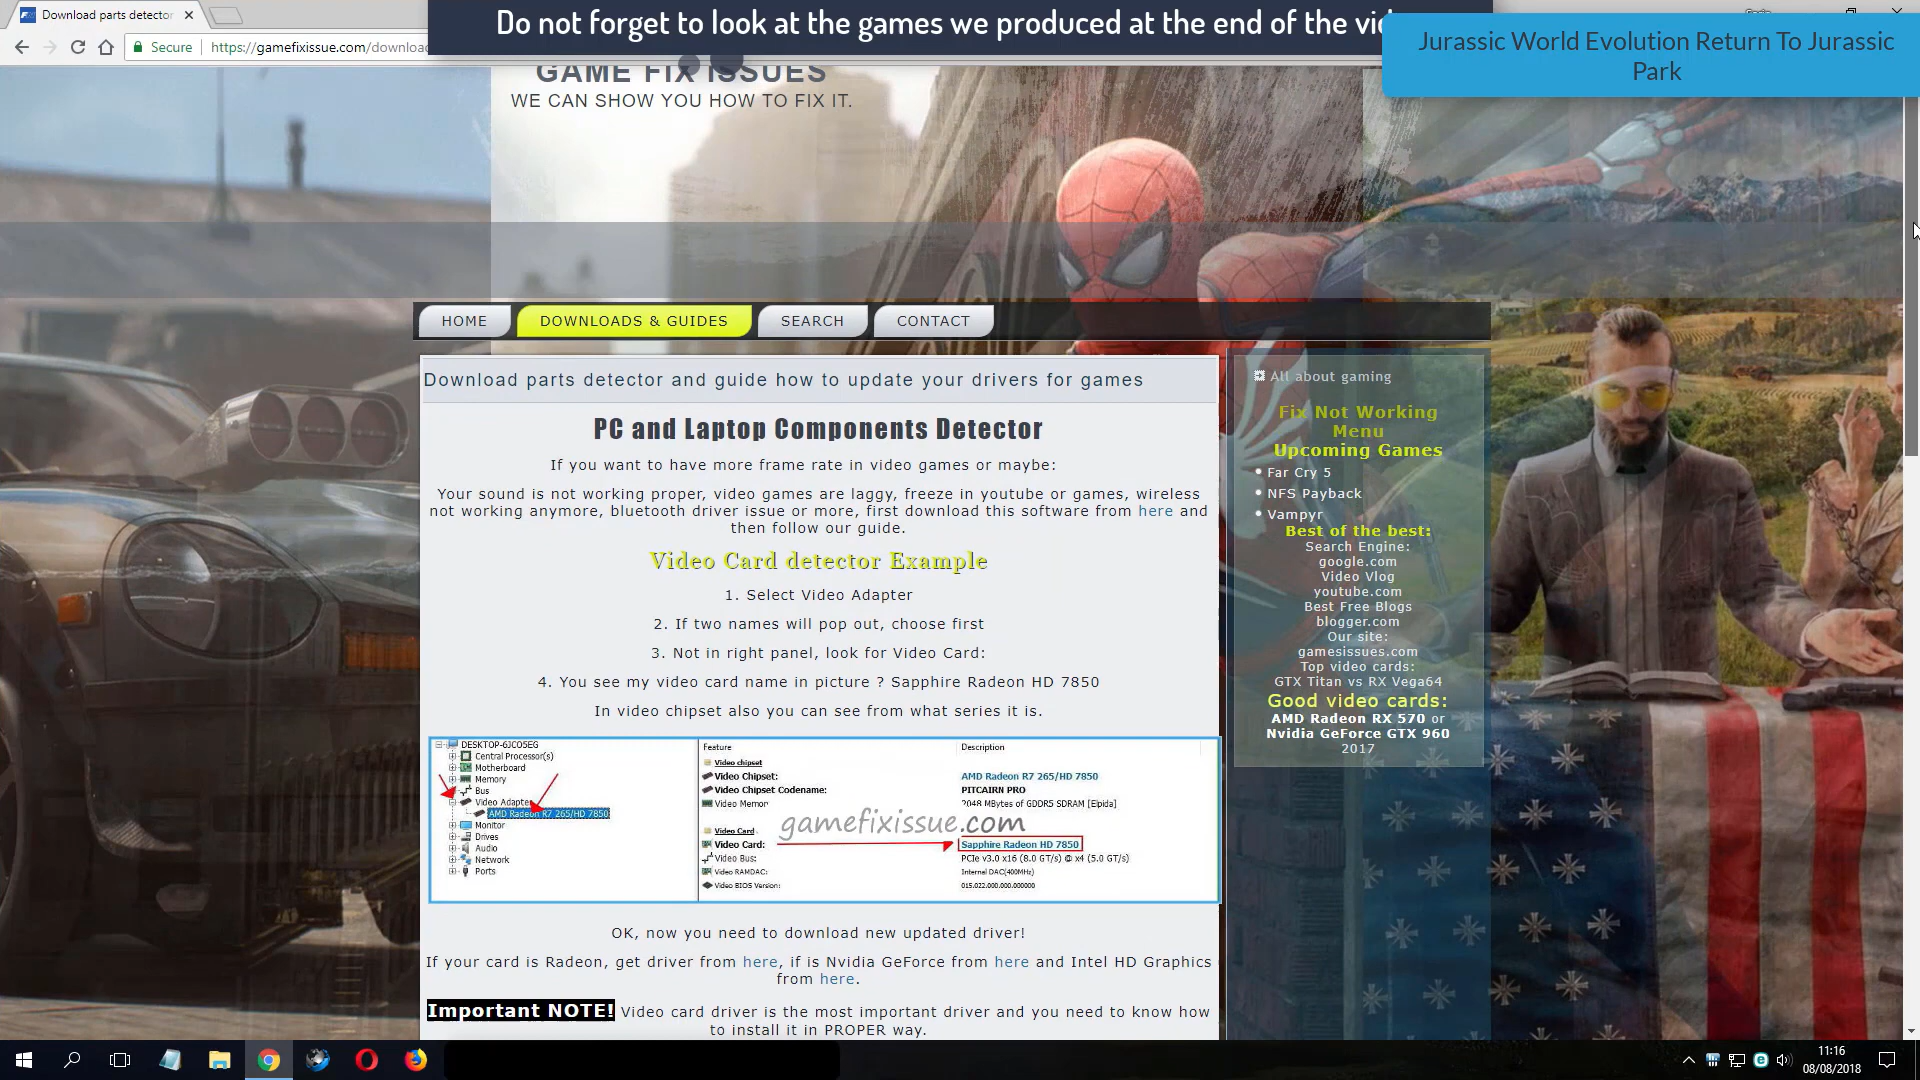 Download parts detector
Do not forget to look at the games we produced at the end of the
Jurassic World Evolution Return To Jurassic
Park
Secure
https://gamefixissue.com/download
GAME FIX ISSUES
WE CAN SHOW YOU HOW TO FIX IT.
HOME
DOWNLOADS & GUIDES
SEARCH
CONTACT
Download parts detector and guide how to update your drivers for games
PC and Laptop Components Detector
If you want to have more frame rate in video games or maybe:
Your sound is not working proper, video games are laggy, freeze in youtube or games, wireless
not working anymore, bluetooth driver issue or more, first download this software from here and
then follow our guide.
Video Card detector Example
1. Select Video Adapter
2. If two names will pop out, choose first
3. Not in right panel, look for Video Card:
4. You see my video card name in picture ? Sapphire Radeon HD 7850
In video chipset also you can see from what series it is.
DESKTOP-6JCO5EG
Central Processor(s)
Motherboard
Memory
Bus
Video Adapte
AMD Radeon R7 265/HD 7850
Monitor
Drives
Audio
Network
Ports
Feature
Description
Video chipset
Video Chipset:
AMD Radeon R7 265/HD 7850
Video Chipset Codename:
PITCAIRN PRO
Video Memor
2048 MBytes of GDDR5 SDRAM [Elpida]
gamefixissue.com
Video Card
Video Card:
Sapphire Radeon HD 7850
Video Bus:
PCIe v3.0 x16 (8.0 GT/s) @ x4 (5.0 GT/s)
Video RAMDAC:
Internal DAC(400MHz)
Video BIOS Version:
015.022.000.000.000000
OK, now you need to download new updated driver!
If your card is Radeon, get driver from here, if is Nvidia GeForce from here and Intel HD Graphics
from here.
Important NOTE! Video card driver is the most important driver and you need to know how
to install it in PROPER way.
All about gaming
Fix Not Working
Menu
Upcoming Games
Far Cry 5
NFS Payback
Vampyr
Best of the best:
Search Engine:
google.com
Video Vlog
youtube.com
Best Free Blogs
blogger.com
Our site:
gamesissues.com
Top video cards:
GTX Titan vs RX Vega64
Good video cards:
AMD Radeon RX 570 or
Nvidia GeForce GTX 960
2017
11:16
08/08/2018